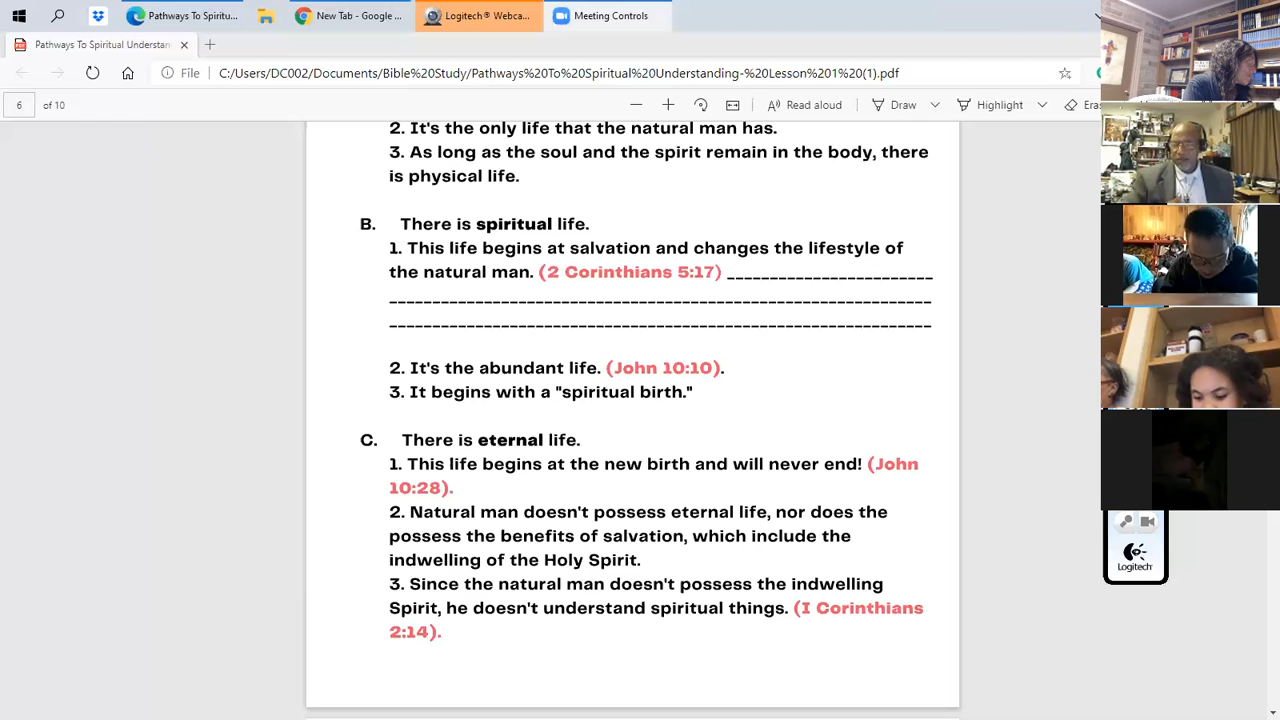 Pathways To Spiritu...
New Tab - Google ...
Logitech® Webca...
Meeting Controls
Pathways To Spiritual Understan
File
C:/Users/DC002/Documents/Bible%20Study/Pathways%20To%20Spiritual%20Understanding-%20Lesson%201%20(1).pdf
6 of 10
Read aloud
Draw
Highlight
Eras
2. It's the only life that the natural man has.
3. As long as the soul and the spirit remain in the body, there
is physical life.
B. There is spiritual life.
1. This life begins at salvation and changes the lifestyle of
the natural man. (2 Corinthians 5:17) ________________________
_______________________________________________________________
_______________________________________________________________
2. It's the abundant life. (John 10:10).
3. It begins with a "spiritual birth."
C. There is eternal life.
1. This life begins at the new birth and will never end! (John
10:28).
2. Natural man doesn't possess eternal life, nor does the
possess the benefits of salvation, which include the
indwelling of the Holy Spirit.
3. Since the natural man doesn't possess the indwelling
Spirit, he doesn't understand spiritual things. (I Corinthians
2:14).
Logitech